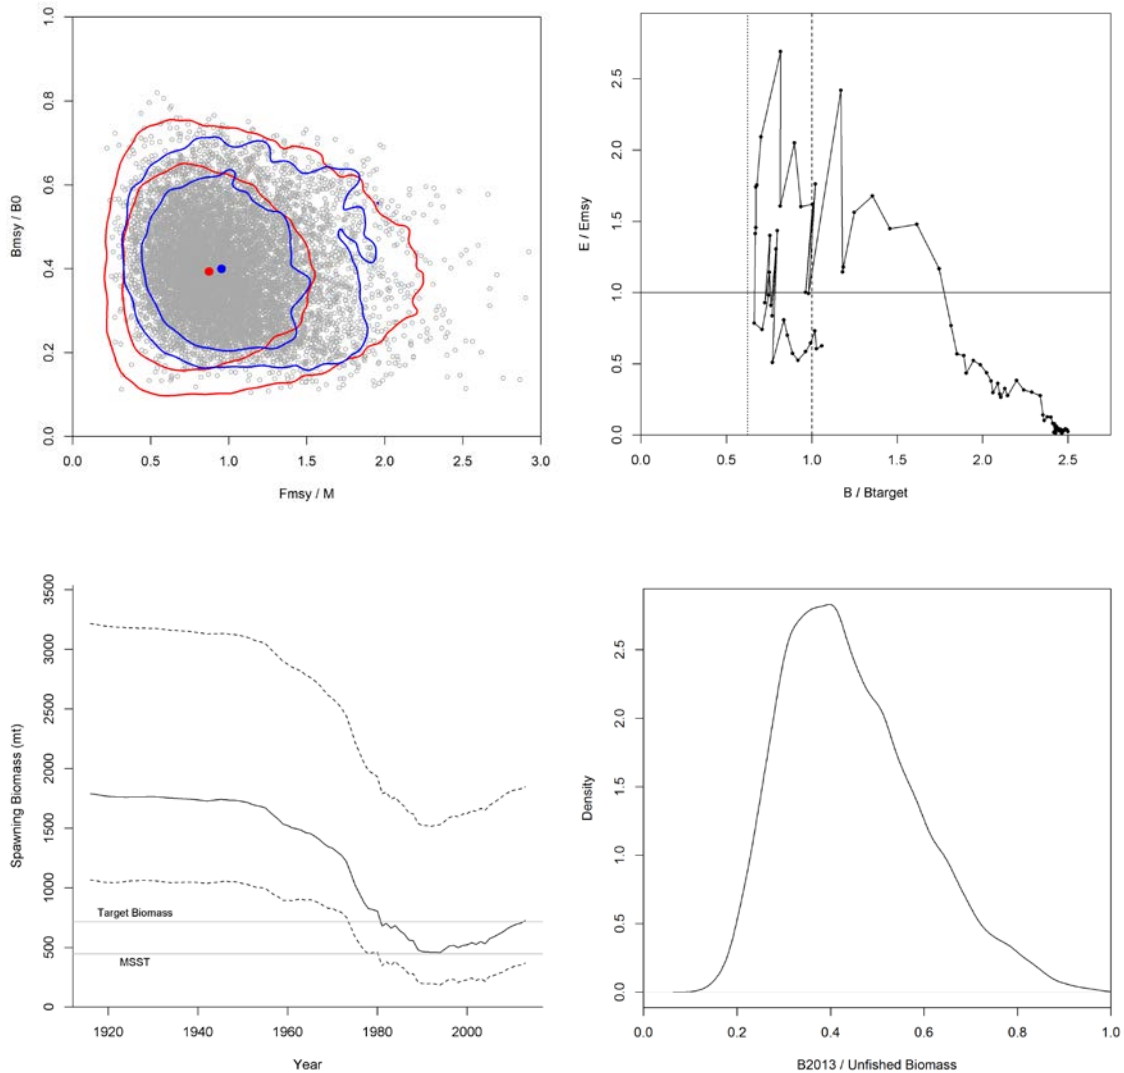 1.0
0.8
0.6
0.4
0.2
0.0
Bmsy / B0
0.0 0.5 1.0 1.5 2.0 2.5 3.0
Fmsy / M
2.5
2.0
1.5
1.0
0.5
0.0
E / Emsy
0.0 0.5 1.0 1.5 2.0 2.5
B / Btarget
3500
3000
2500
2000
1500
1000
500
0
Spawning Biomass (mt)
Target Biomass
MSST
1920 1940 1960 1980 2000
Year
2.5
2.0
1.5
1.0
0.5
0.0
Density
0.0 0.2 0.4 0.6 0.8 1.0
B2013 / Unfished Biomass